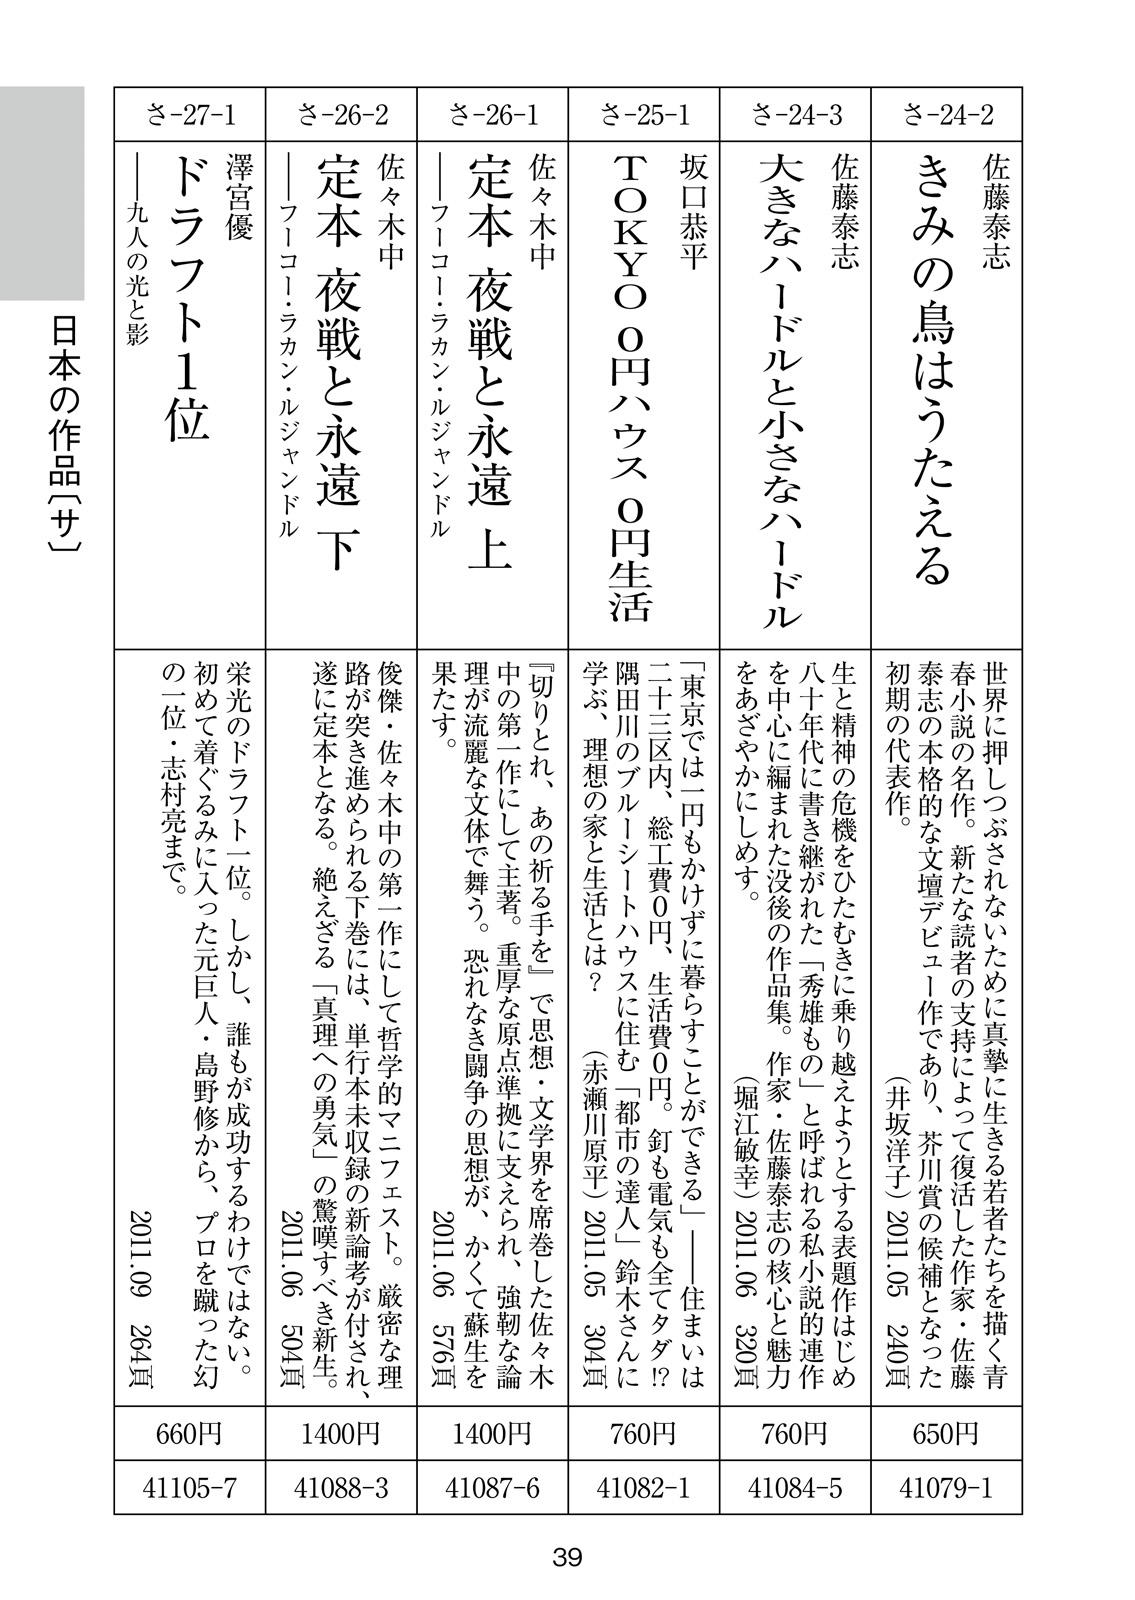 さ-24-2
佐藤泰志
きみの鳥はうたえる
世界に押しつぶされないために真摯に生きる若者たちを描く青
春小説の名作。新たな読者の支持によって復活した作家・佐藤
泰志の本格的な文壇デビュー作であり、芥川賞の候補となった
初期の代表作。　（井坂洋子）2011.05　240頁
650円
41079-1
さ-24-3
佐藤泰志
大きなハードルと小さなハードル
生と精神の危機をひたむきに乗り越えようとする表題作はじめ
八十年代に書き継がれた「秀雄もの」と呼ばれる私小説的連作
を中心に編まれた没後の作品集。作家・佐藤泰志の核心と魅力
をあざやかにしめす。　（堀江敏幸）2011.06　320頁
760円
41084-5
さ-25-1
坂口恭平
TOKYO 0円ハウス 0円生活
「東京では一円もかけずに暮らすことができる」――住まいは
二十三区内、総工費0円、生活費0円。釘も電気も全てタダ!?
隅田川のブルーシートハウスに住む「都市の達人」鈴木さんに
学ぶ、理想の家と生活とは？　（赤瀬川原平）2011.05　304頁
760円
41082-1
さ-26-1
佐々木中
定本 夜戦と永遠 上
――フーコー・ラカン・ルジャンドル
『切りとれ、あの祈る手を』で思想・文学界を席巻した佐々木
中の第一作にして主著。重厚な原点準拠に支えられ、強靭な論
理が流麗な文体で舞う。恐れなき闘争の思想が、かくて蘇生を
果たす。　2011.06　576頁
1400円
41087-6
さ-26-2
佐々木中
定本 夜戦と永遠 下
――フーコー・ラカン・ルジャンドル
俊傑・佐々木中の第一作にして哲学的マニフェスト。厳密な理
路が突き進められる下巻には、単行本未収録の新論考が付され、
遂に定本となる。絶えざる「真理への勇気」の驚嘆すべき新生。
2011.06　504頁
1400円
41088-3
さ-27-1
澤宮優
ドラフト1位
――九人の光と影
栄光のドラフト一位。しかし、誰もが成功するわけではない。
初めて着ぐるみに入った元巨人・島野修から、プロを蹴った幻
の一位・志村亮まで。
2011.09　264頁
660円
41105-7
日本の作品〔サ〕
39